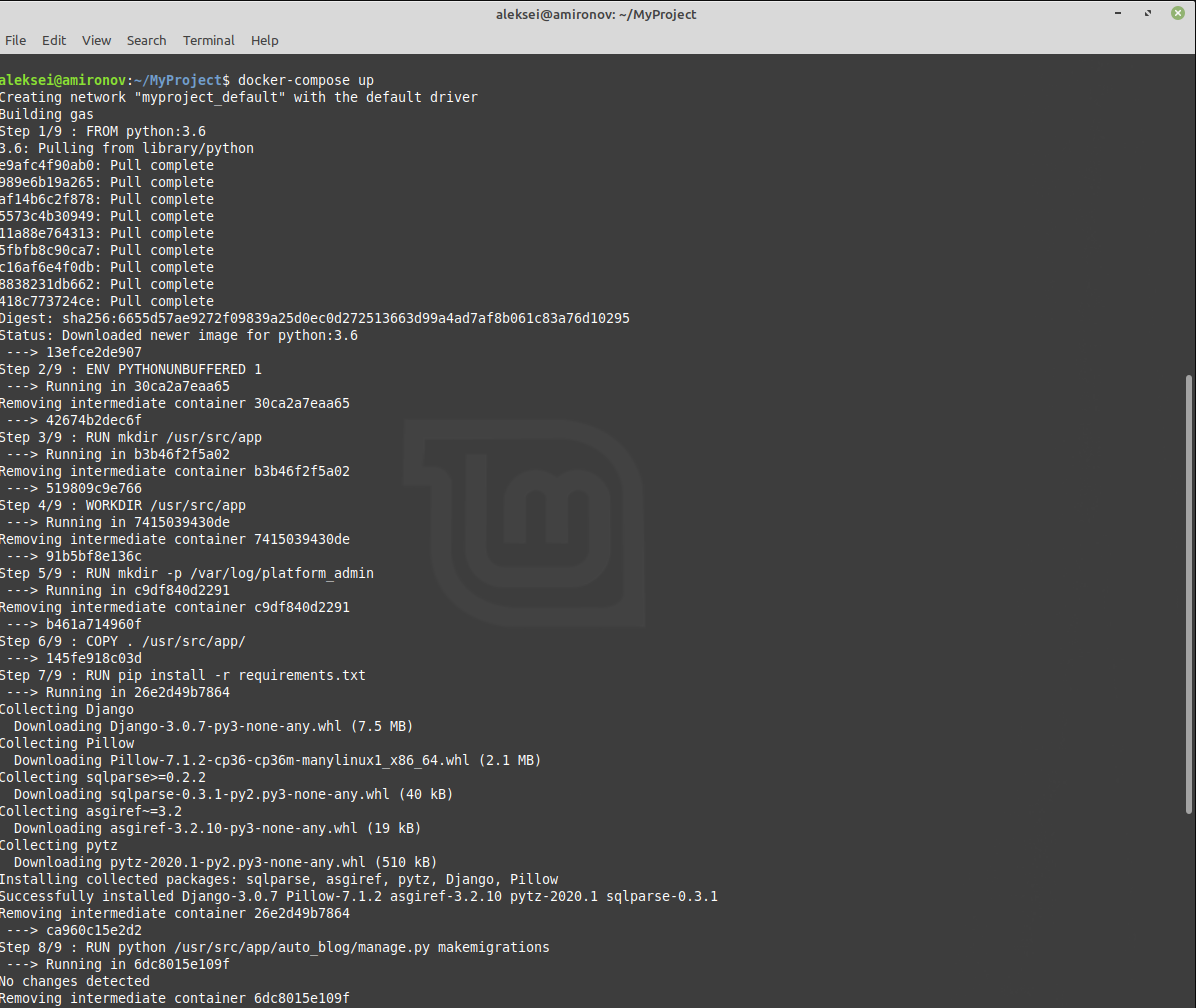 aleksei@amironov: ~/MyProject
File Edit View Search Terminal Help
aleksei@amironov:~/MyProject$ docker-compose up
Creating network "myproject_default" with the default driver
Building gas
Step 1/9 : FROM python:3.6
3.6: Pulling from library/python
e9afc4f90ab0: Pull complete
989e6b19a265: Pull complete
af14b6c2f878: Pull complete
5573c4b30949: Pull complete
11a88e764313: Pull complete
5fbfb8c90ca7: Pull complete
c16af6e4f0db: Pull complete
8838231db662: Pull complete
418c773724ce: Pull complete
Digest: sha256:6655d57ae9272f09839a25d0ec0d272513663d99a4ad7af8b061c83a76d10295
Status: Downloaded newer image for python:3.6
 ---> 13efce2de907
Step 2/9 : ENV PYTHONUNBUFFERED 1
 ---> Running in 30ca2a7eaa65
Removing intermediate container 30ca2a7eaa65
 ---> 42674b2dec6f
Step 3/9 : RUN mkdir /usr/src/app
 ---> Running in b3b46f2f5a02
Removing intermediate container b3b46f2f5a02
 ---> 519809c9e766
Step 4/9 : WORKDIR /usr/src/app
 ---> Running in 7415039430de
Removing intermediate container 7415039430de
 ---> 91b5bf8e136c
Step 5/9 : RUN mkdir -p /var/log/platform_admin
 ---> Running in c9df840d2291
Removing intermediate container c9df840d2291
 ---> b461a714960f
Step 6/9 : COPY . /usr/src/app/
 ---> 145fe918c03d
Step 7/9 : RUN pip install -r requirements.txt
 ---> Running in 26e2d49b7864
Collecting Django
  Downloading Django-3.0.7-py3-none-any.whl (7.5 MB)
Collecting Pillow
  Downloading Pillow-7.1.2-cp36-cp36m-manylinux1_x86_64.whl (2.1 MB)
Collecting sqlparse>=0.2.2
  Downloading sqlparse-0.3.1-py2.py3-none-any.whl (40 kB)
Collecting asgiref~=3.2
  Downloading asgiref-3.2.10-py3-none-any.whl (19 kB)
Collecting pytz
  Downloading pytz-2020.1-py2.py3-none-any.whl (510 kB)
Installing collected packages: sqlparse, asgiref, pytz, Django, Pillow
Successfully installed Django-3.0.7 Pillow-7.1.2 asgiref-3.2.10 pytz-2020.1 sqlparse-0.3.1
Removing intermediate container 26e2d49b7864
 ---> ca960c15e2d2
Step 8/9 : RUN python /usr/src/app/auto_blog/manage.py makemigrations
 ---> Running in 6dc8015e109f
No changes detected
Removing intermediate container 6dc8015e109f